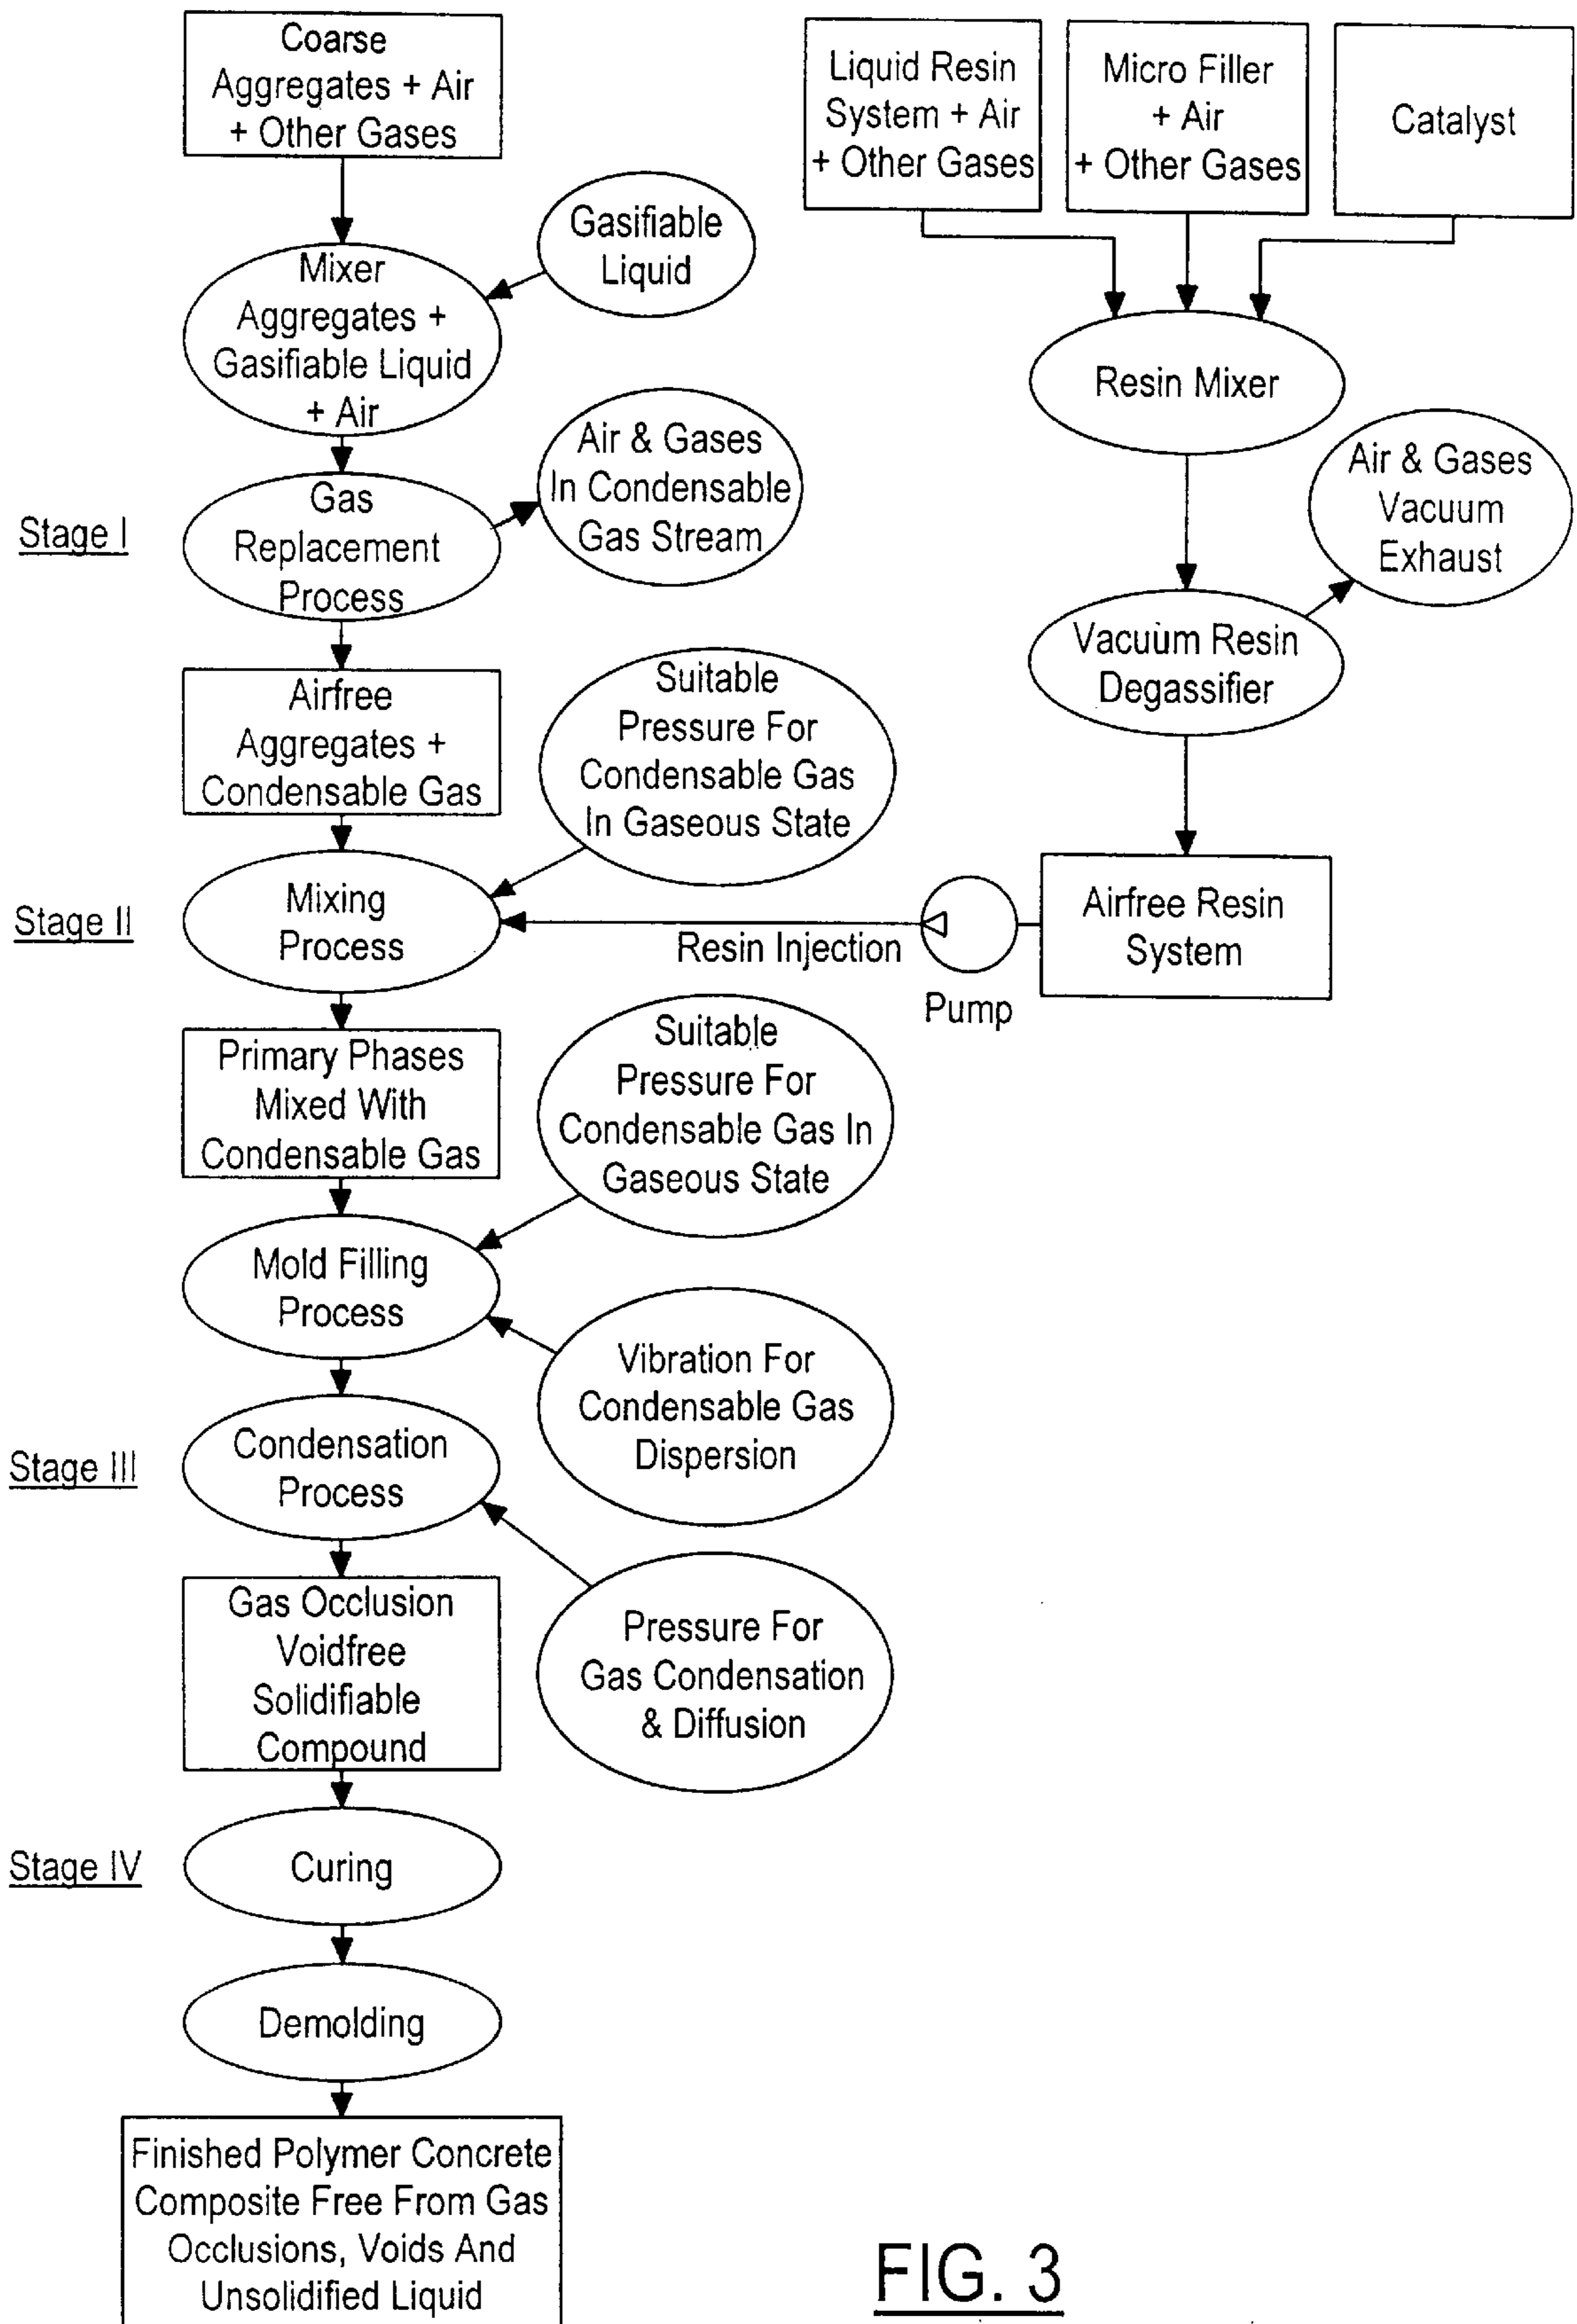 Coarse
Aggregates + Air
+ Other Gases
Liquid Resin
System + Air
+ Other Gases
Micro Filler
+ Air
+ Other Gases
Catalyst
Gasifiable
Liquid
Mixer
Aggregates +
Gasifiable Liquid
+ Air
Resin Mixer
Air & Gases
In Condensable
Gas Stream
Air & Gases
Vacuum
Exhaust
Stage I
Gas
Replacement
Process
Vacuum Resin
Degassifier
Airfree
Aggregates +
Condensable Gas
Suitable
Pressure For
Condensable Gas
In Gaseous State
Stage II
Mixing
Process
Resin Injection
Pump
Airfree Resin
System
Primary Phases
Mixed With
Condensable Gas
Suitable
Pressure For
Condensable Gas In
Gaseous State
Mold Filling
Process
Vibration For
Condensable Gas
Dispersion
Stage III
Condensation
Process
Gas Occlusion
Voidfree
Solidifiable
Compound
Pressure For
Gas Condensation
& Diffusion
Stage IV
Curing
Demolding
Finished Polymer Concrete
Composite Free From Gas
Occlusions, Voids And
Unsolidified Liquid
FIG. 3